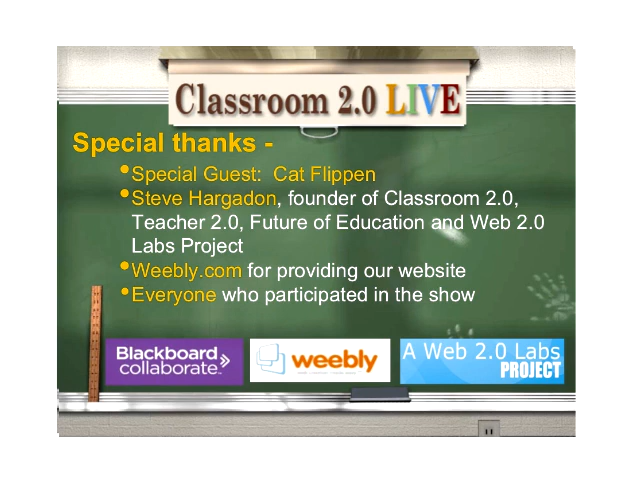 Classroom 2.0 LIVE
Special thanks -
•Special Guest:  Cat Flippen
•Steve Hargadon, founder of Classroom 2.0,
Teacher 2.0, Future of Education and Web 2.0
Labs Project
•Weebly.com for providing our website
•Everyone who participated in the show
Blackboard
collaborate™
weebly
A Web 2.0 Labs
PROJECT